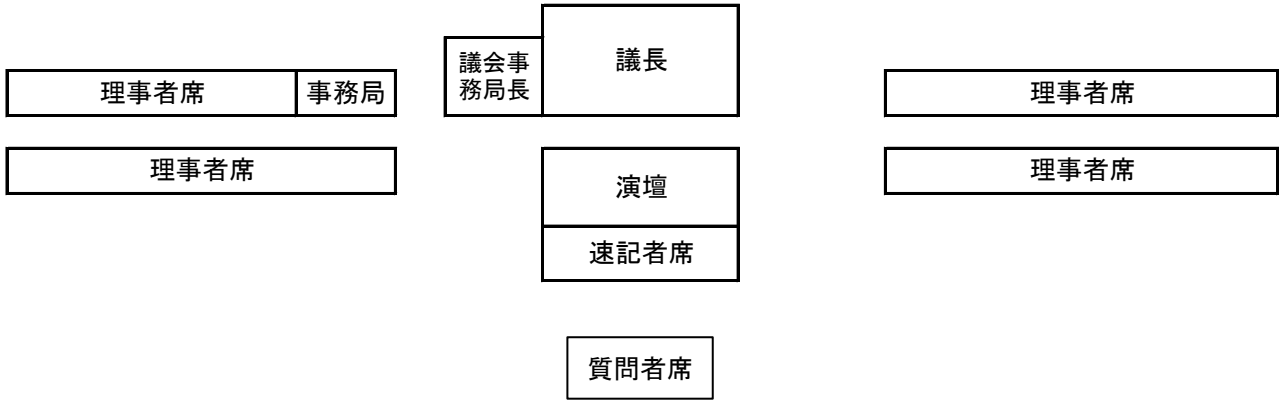 議長
議会事
務局長
理事者席
事務局
理事者席
理事者席
演壇
理事者席
速記者席
質問者席